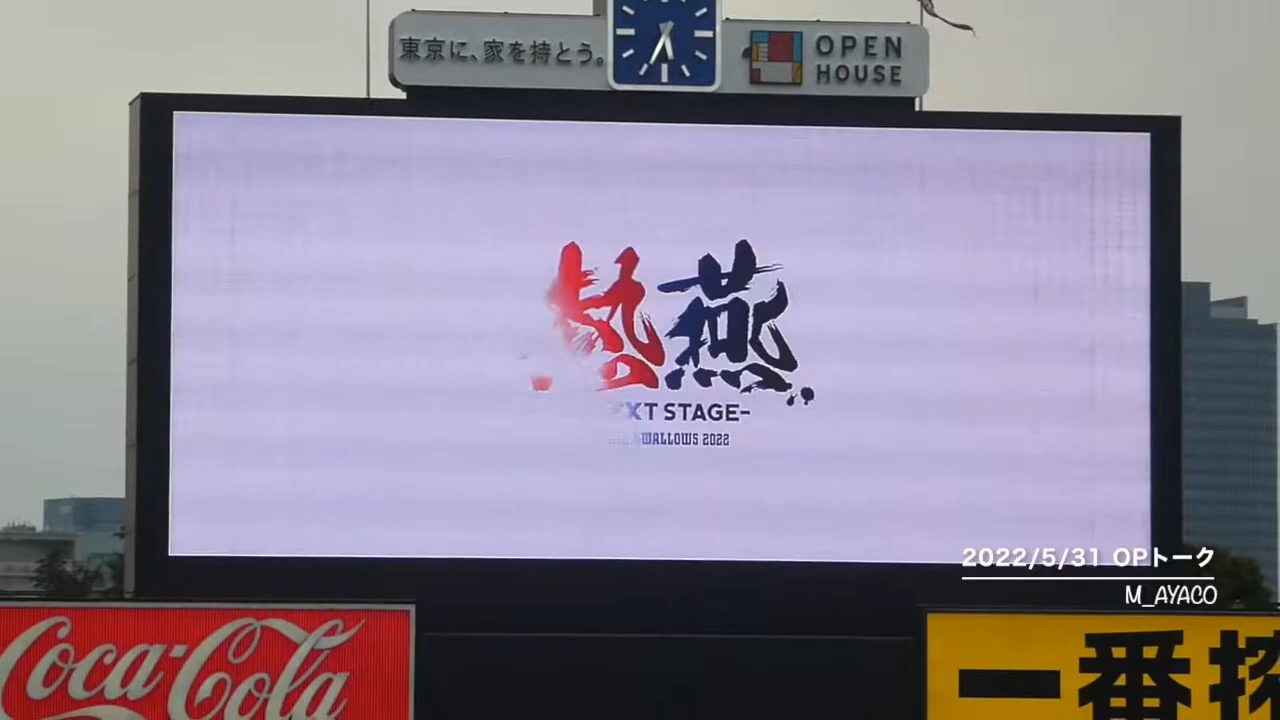 東京に、家を持とう。
OPEN
HOUSE
燕
XT STAGE-
WALLOWS 2022
2022/5/31 OPトーク
M_AYACO
Coca-Cola
一番搾